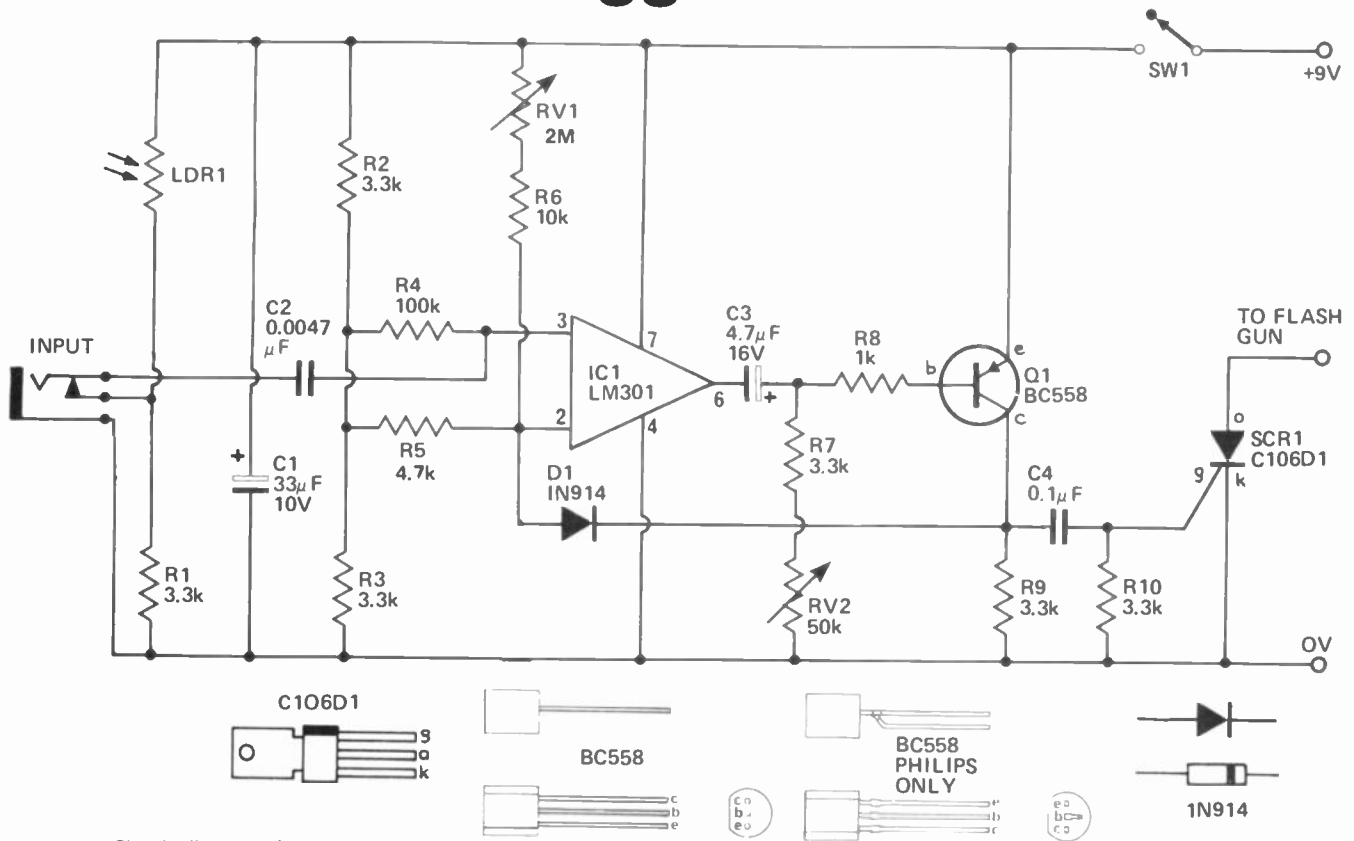 SW1
+9V
LDR1
R2
3.3k
RV1
2M
R6
10k
R4
100k
C2
0.0047
μF
INPUT
3
7
IC1
LM301
6
2
4
C3
4.7μF
16V
R8
1k
b
e
Q1
BC558
c
TO FLASH
GUN
a
SCR1
C106D1
g
k
R5
4.7k
+
C1
33μF
10V
D1
IN914
+
R7
3.3k
C4
0.1μF
R1
3.3k
R3
3.3k
RV2
50k
R9
3.3k
R10
3.3k
0V
C106D1
g
a
k
BC558
c
b
e
c
b
e
BC558
PHILIPS
ONLY
e
b
c
e
b
c
1N914